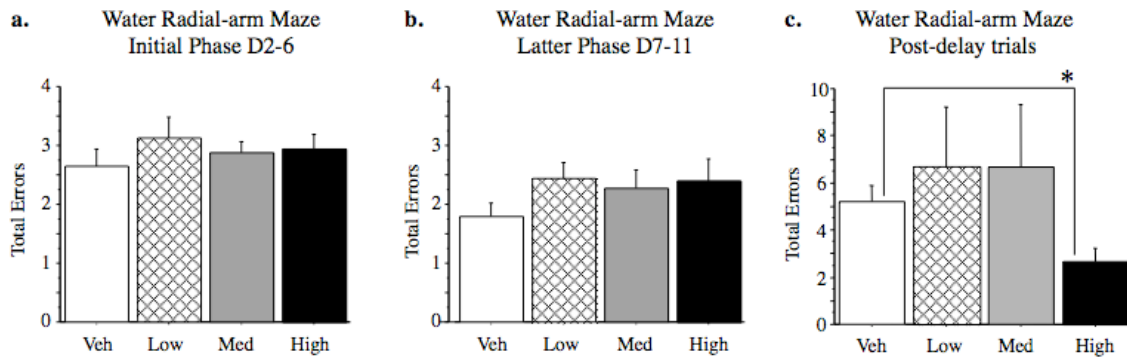 a.
Water Radial-arm Maze
Initial Phase D2-6
Total Errors
4
3
2
1
0
Veh Low Med High
b.
Water Radial-arm Maze
Latter Phase D7-11
Total Errors
4
3
2
1
0
Veh Low Med High
c.
Water Radial-arm Maze
Post-delay trials
*
Total Errors
10
8
6
4
2
0
Veh Low Med High